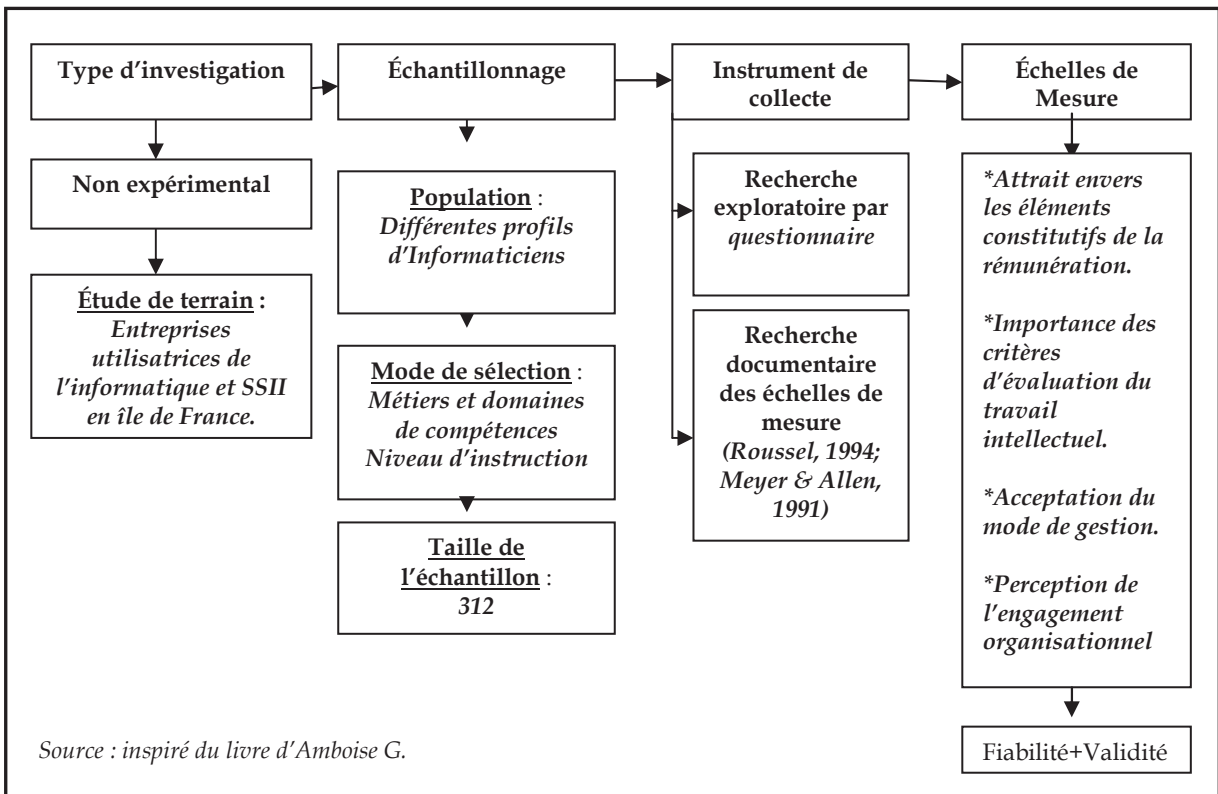 Type d’investigation
Non expérimental
Étude de terrain :
Entreprises
utilisatrices de
l’informatique et SSII
en île de France.
Échantillonnage
Population :
Différentes profils
d’Informaticiens
Mode de sélection :
Métiers et domaines
de compétences
Niveau d’instruction
Taille de
l’échantillon :
312
Instrument de
collecte
Recherche
exploratoire par
questionnaire
Recherche
documentaire
des échelles de
mesure
(Roussel, 1994;
Meyer & Allen,
1991)
Échelles de
Mesure
*Attrait envers
les éléments
constitutifs de la
rémunération.
*Importance des
critères
d’évaluation du
travail
intellectuel.
*Acceptation du
mode de gestion.
*Perception de
l’engagement
organisationnel
Fiabilité+Validité
Source : inspiré du livre d’Amboise G.